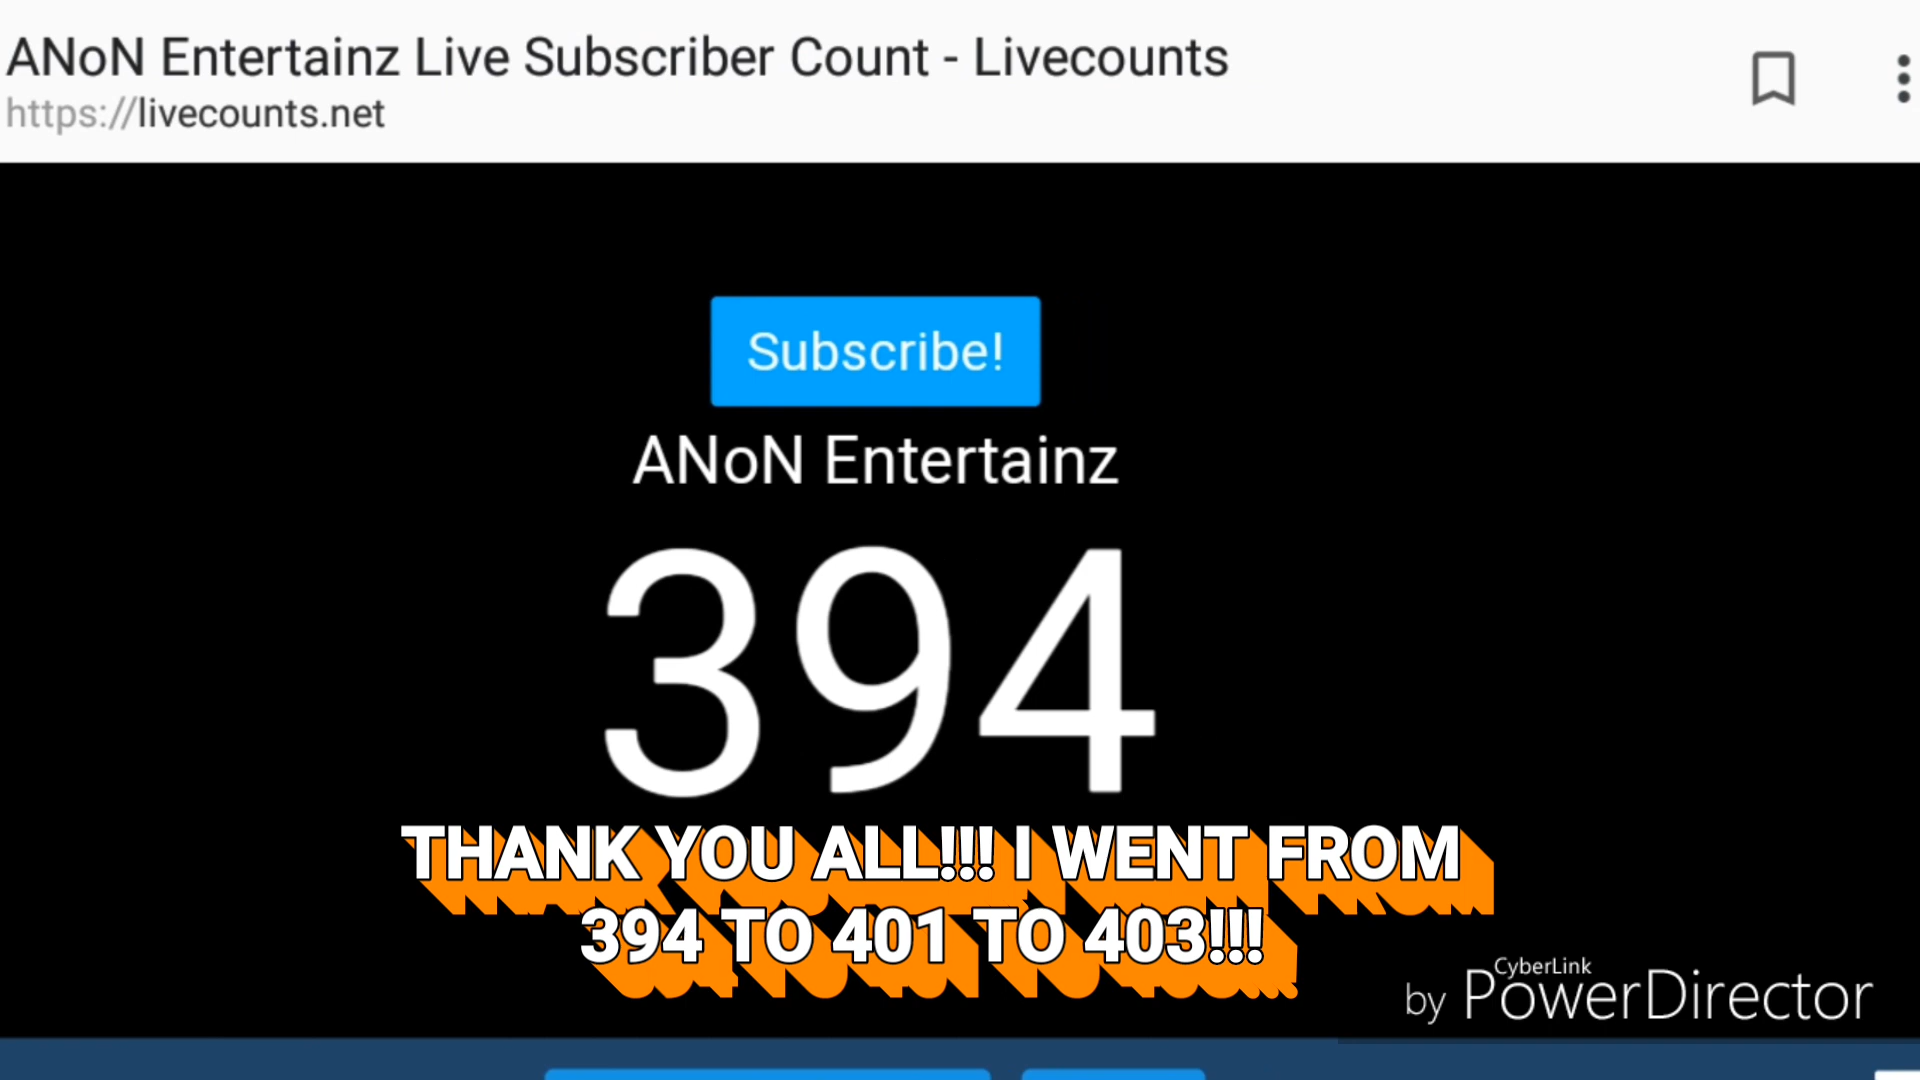 ANoN Entertainz Live Subscriber Count - Livecounts
https://livecounts.net
Subscribe!
ANoN Entertainz
394
THANK YOU ALL!!! I WENT FROM
394 TO 401 TO 403!!!
CyberLink
by PowerDirector